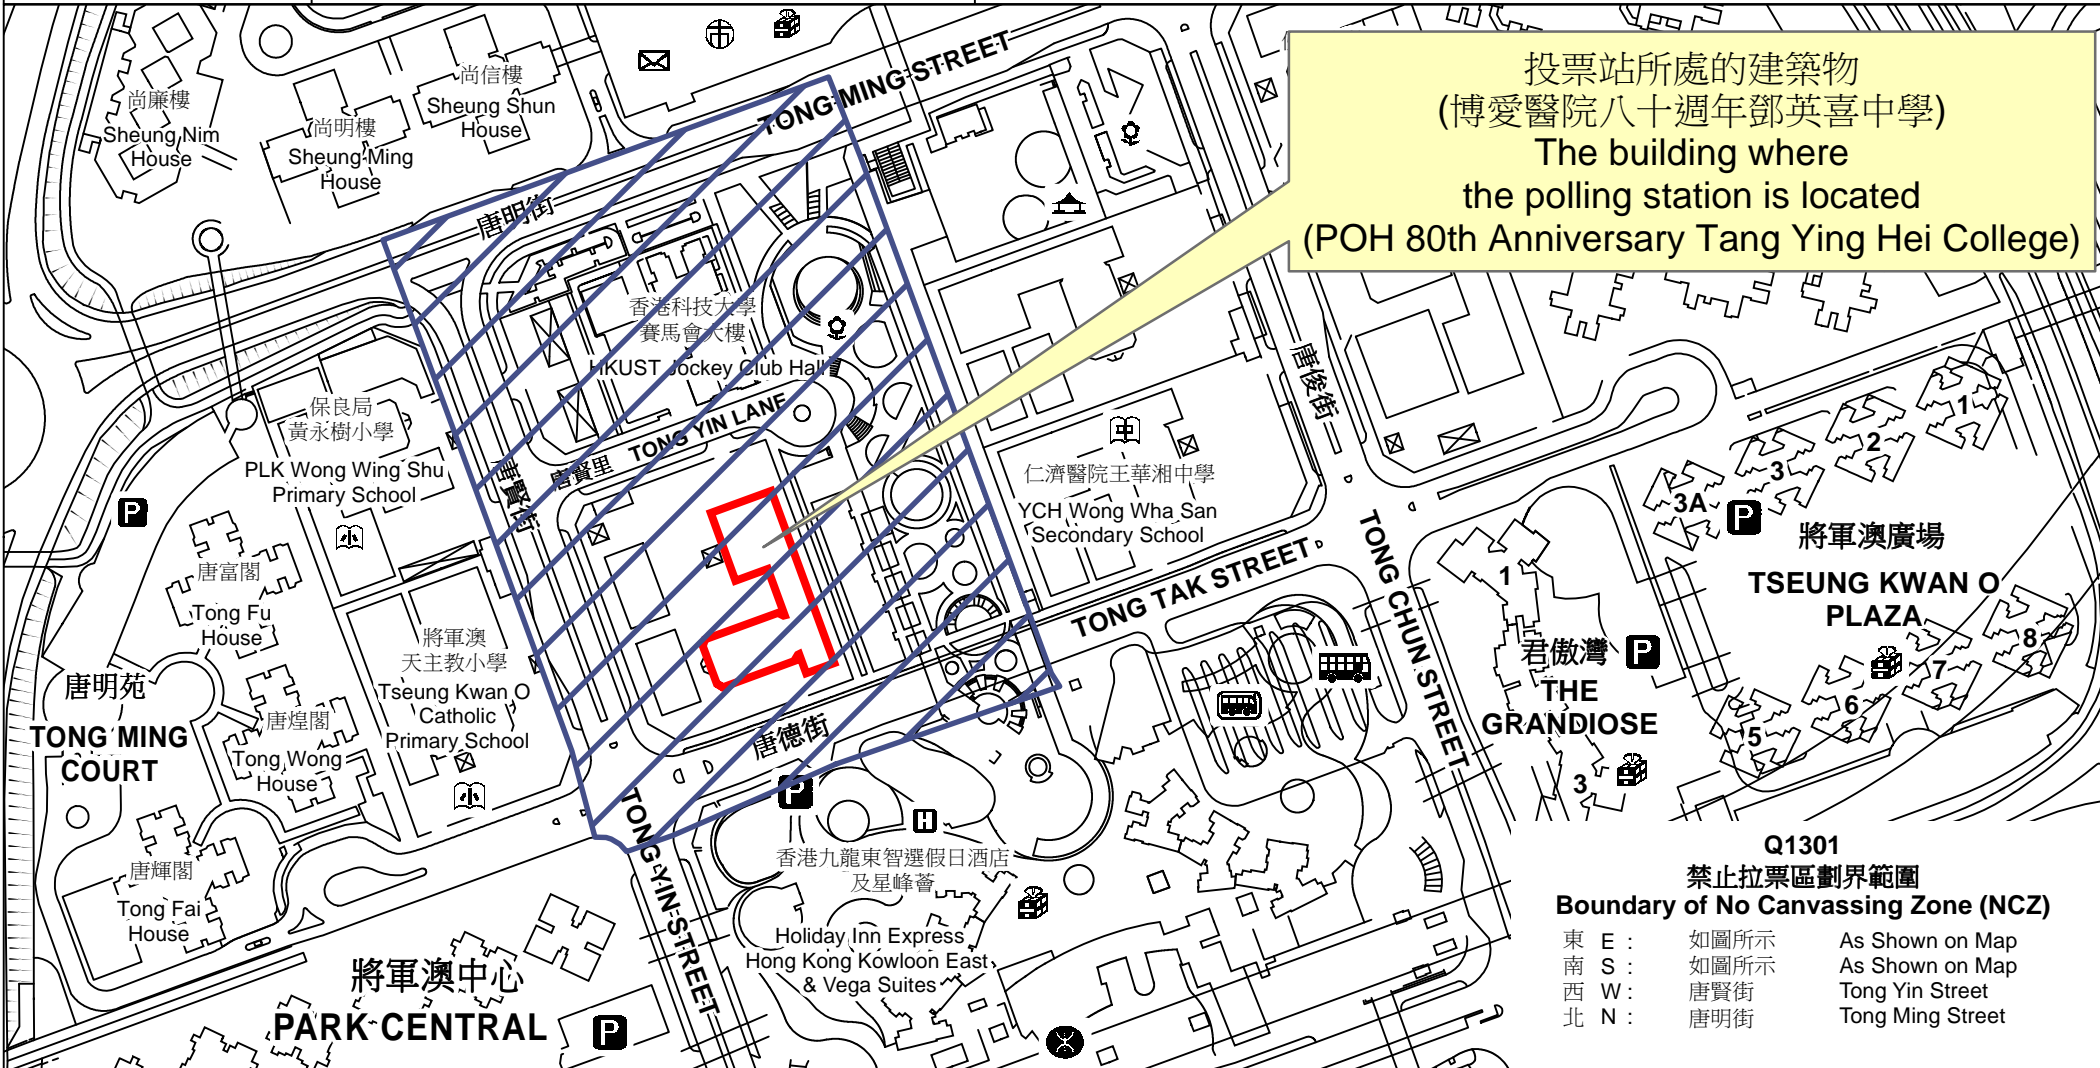 投票站所處的建築物
(博愛醫院八十週年鄧英喜中學)
The building where
the polling station is located
(POH 80th Anniversary Tang Ying Hei College)
尚廉樓
Sheung Nim
House
尚明樓
Sheung Ming
House
尚信樓
Sheung Shun
House
TONG MING STREET
唐明街
香港科技大學
賽馬會大樓
HKUST Jockey Club Hall
TONG YIN LANE
唐賢里
唐賢街
保良局
黃永樹小學
PLK Wong Wing Shu
Primary School
小
P
仁濟醫院王華湘中學
YCH Wong Wha San
Secondary School
中
唐俊街
TONG CHUN STREET
TONG TAK STREET
唐德街
唐富閣
Tong Fu
House
將軍澳
天主教小學
Tseung Kwan O
Catholic
Primary School
小
唐明苑
TONG MING
COURT
唐煌閣
Tong Wong
House
唐輝閣
Tong Fai
House
TONG YIN STREET
P
H
香港九龍東智選假日酒店
及星峰薈
Holiday Inn Express
Hong Kong Kowloon East
& Vega Suites
將軍澳中心
PARK CENTRAL
P
1
2
3
3A
P
將軍澳廣場
TSEUNG KWAN O
PLAZA
5
6
7
8
1
君傲灣
P
THE
GRANDIOSE
3
Q1301
禁止拉票區劃界範圍
Boundary of No Canvassing Zone (NCZ)
東 E : 如圖所示 As Shown on Map
南 S : 如圖所示 As Shown on Map
西 W : 唐賢街 Tong Yin Street
北 N : 唐明街 Tong Ming Street